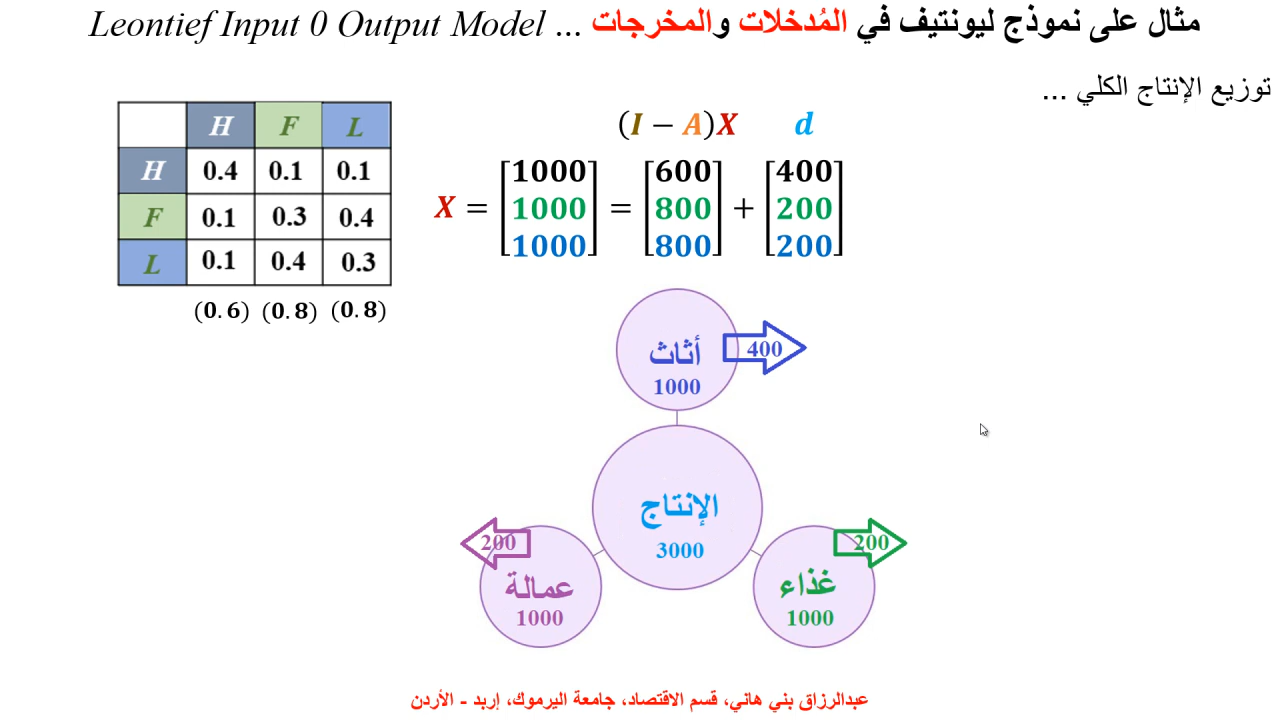 مثال على نموذج ليونتيف في المُدخلات والمخرجات ... Leontief Input 0 Output Model
توزيع الإنتاج الكلي ...
H F L
H 0.4 0.1 0.1
F 0.1 0.3 0.4
L 0.1 0.4 0.3
(0.6) (0.8) (0.8)
(I − A)X d
X = [1000 1000 1000] = [600 800 800] + [400 200 200]
أثاث
1000
400
الإنتاج
3000
200
عمالة
1000
200
غذاء
1000
عبدالرزاق بني هاني، قسم الاقتصاد، جامعة اليرموك، إربد - الأردن